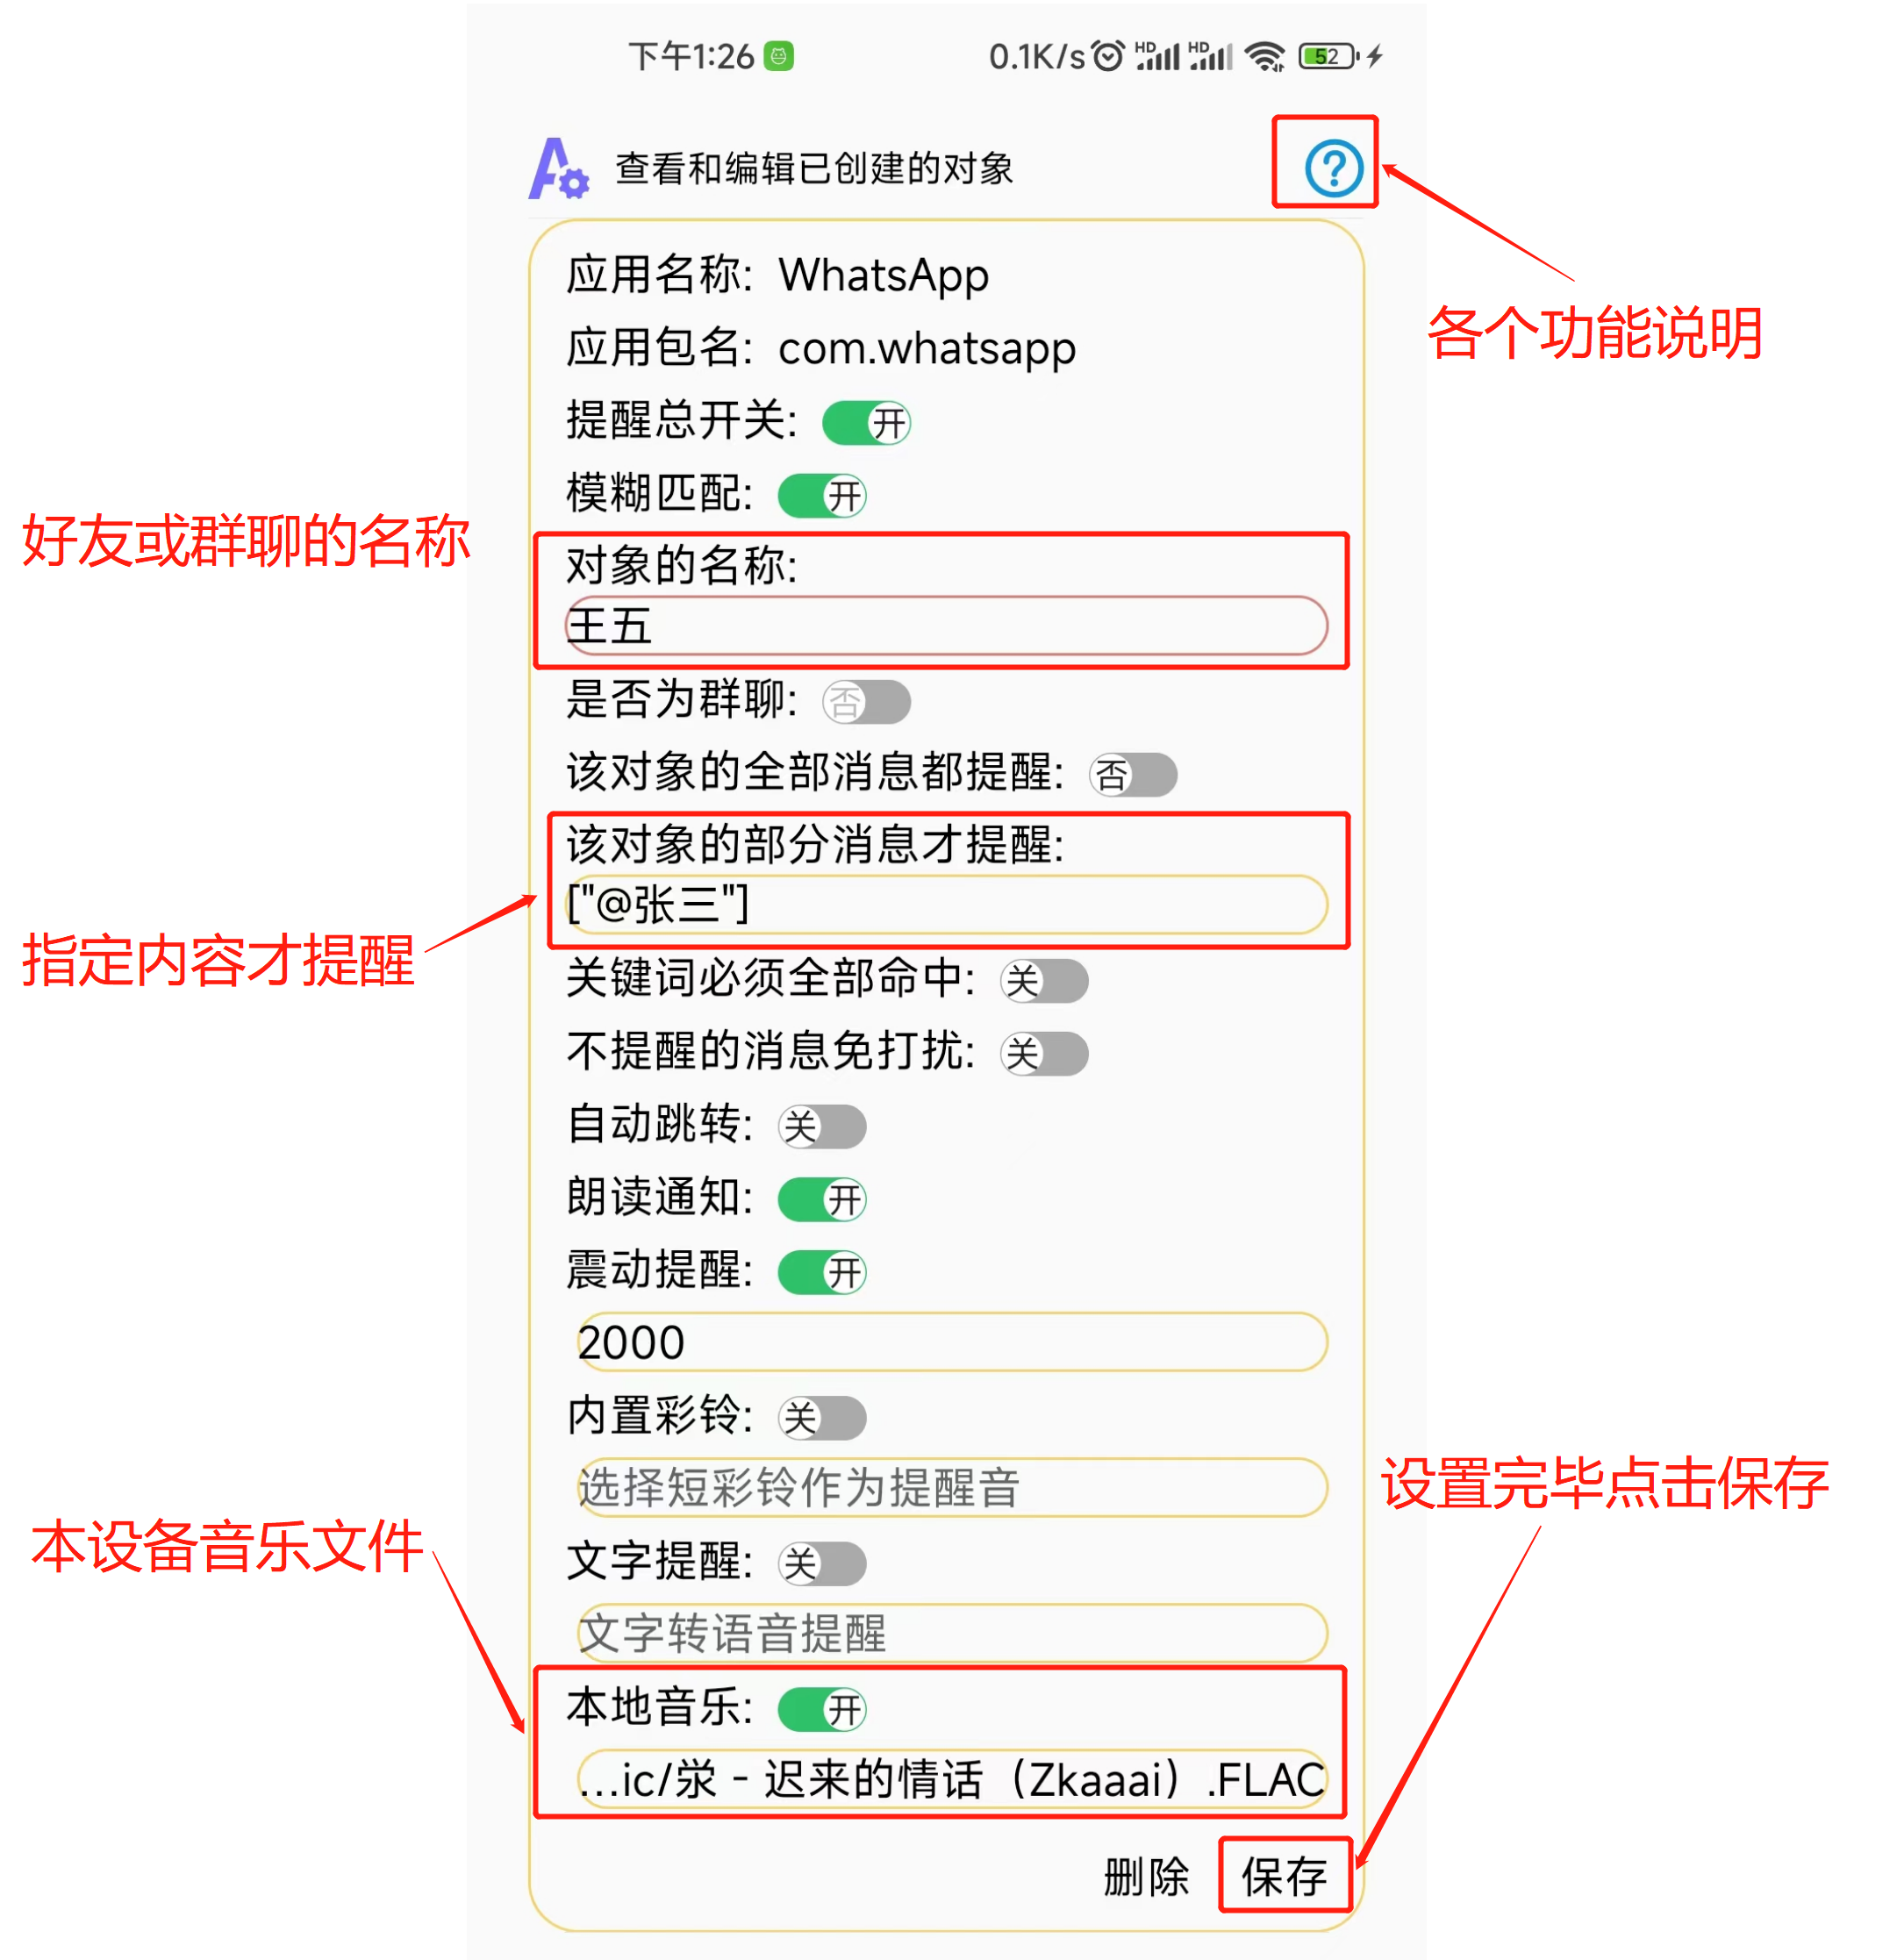 下午1:26
0.1K/s HD HD 52
查看和编辑已创建的对象
各个功能说明
应用名称: WhatsApp
应用包名: com.whatsapp
提醒总开关: 开
模糊匹配: 开
好友或群聊的名称
对象的名称:
王五
是否为群聊: 否
该对象的全部消息都提醒: 否
该对象的部分消息才提醒:
["@张三"]
指定内容才提醒
关键词必须全部命中: 关
不提醒的消息免打扰: 关
自动跳转: 关
朗读通知: 开
震动提醒: 开
2000
内置彩铃: 关
选择短彩铃作为提醒音
设置完毕点击保存
本设备音乐文件
文字提醒: 关
文字转语音提醒
本地音乐: 开
...ic/泶 - 迟来的情话（Zkaaai）.FLAC
删除 保存